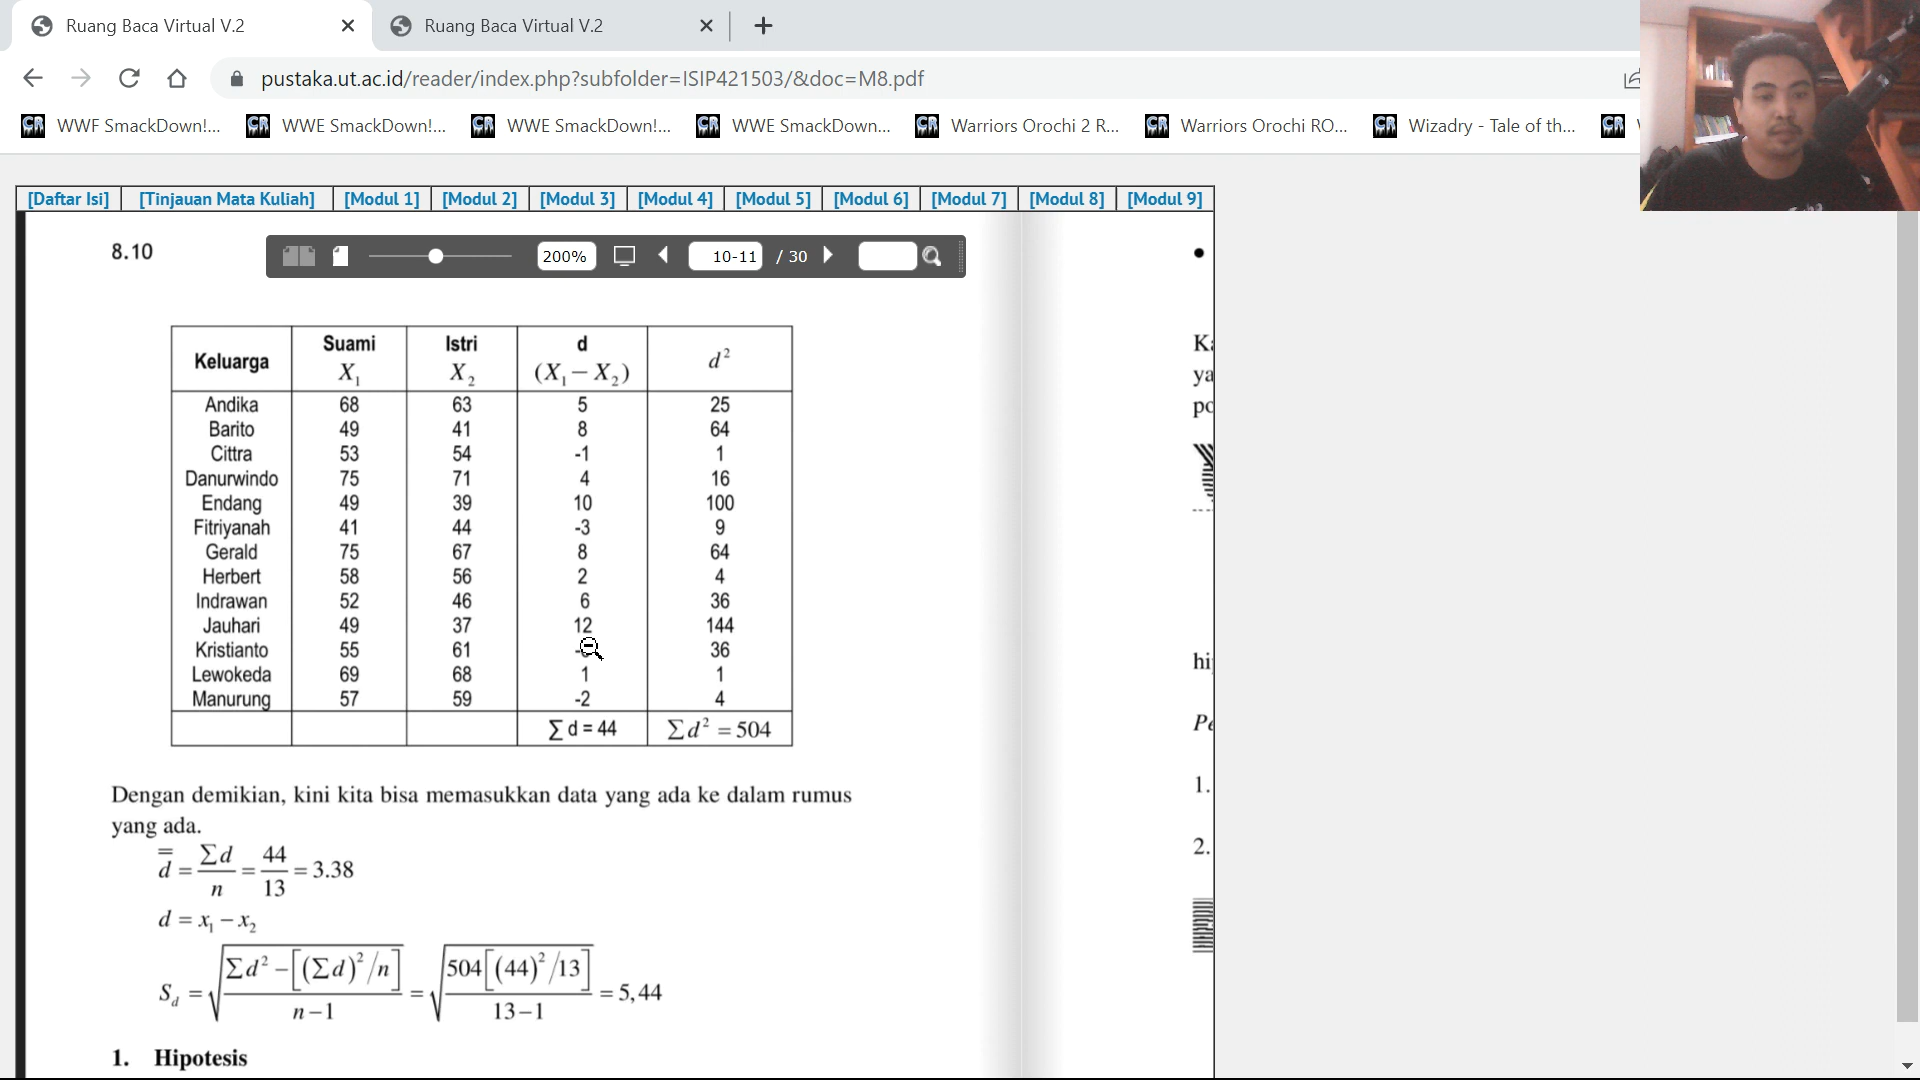 Ruang Baca Virtual V.2
Ruang Baca Virtual V.2
pustaka.ut.ac.id/reader/index.php?subfolder=ISIP421503/&doc=M8.pdf
WWF SmackDown!... WWE SmackDown!... WWE SmackDown!... WWE SmackDown... Warriors Orochi 2 R... Warriors Orochi RO... Wizadry - Tale of th...
[Daftar Isi] [Tinjauan Mata Kuliah] [Modul 1] [Modul 2] [Modul 3] [Modul 4] [Modul 5] [Modul 6] [Modul 7] [Modul 8] [Modul 9]
8.10
200% 10-11 / 30
Keluarga Suami X₁ Istri X₂ d (X₁ − X₂) d²
Andika 68 63 5 25
Barito 49 41 8 64
Cittra 53 54 -1 1
Danurwindo 75 71 4 16
Endang 49 39 10 100
Fitriyanah 41 44 -3 9
Gerald 75 67 8 64
Herbert 58 56 2 4
Indrawan 52 46 6 36
Jauhari 49 37 12 144
Kristianto 55 61 36
Lewokeda 69 68 1 1
Manurung 57 59 -2 4
∑ d = 44 ∑d² = 504
Dengan demikian, kini kita bisa memasukkan data yang ada ke dalam rumus
yang ada.
d̿ = ∑d / n = 44 / 13 = 3.38
d = x₁ − x₂
S_d = √(∑d² − [(∑d)² / n] / n − 1) = √(504[(44)² / 13] / 13 − 1) = 5,44
1. Hipotesis
ya
hi
1.
2.